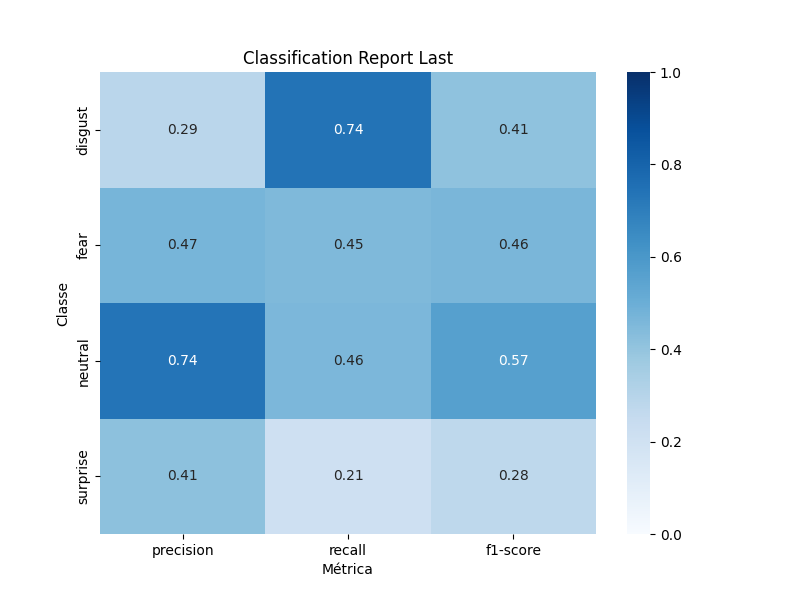 Classification Report Last
Classe
disgust
0.29
0.74
0.41
fear
0.47
0.45
0.46
neutral
0.74
0.46
0.57
surprise
0.41
0.21
0.28
precision
recall
f1-score
Métrica
1.0
0.8
0.6
0.4
0.2
0.0